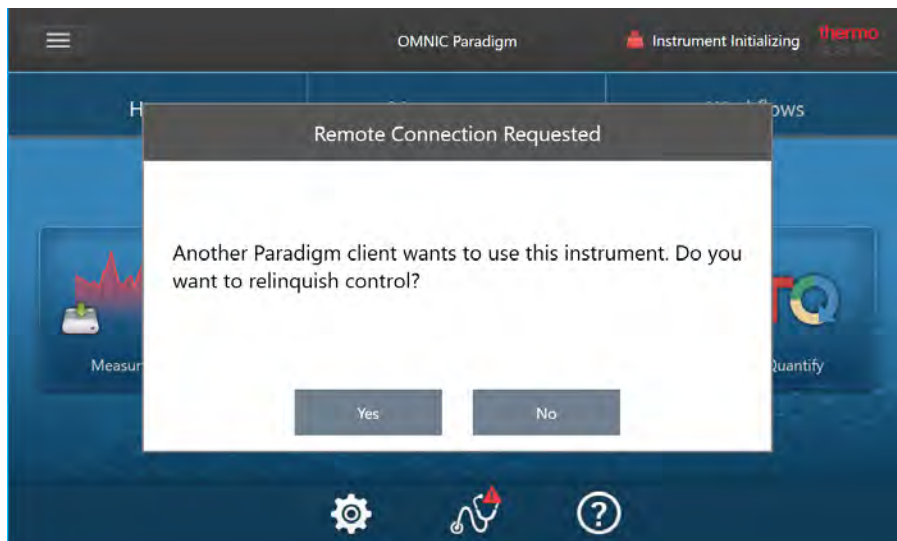 OMNIC Paradigm
Instrument Initializing
thermo
Remote Connection Requested
Another Paradigm client wants to use this instrument. Do you
want to relinquish control?
Measur
Quantify
Yes
No